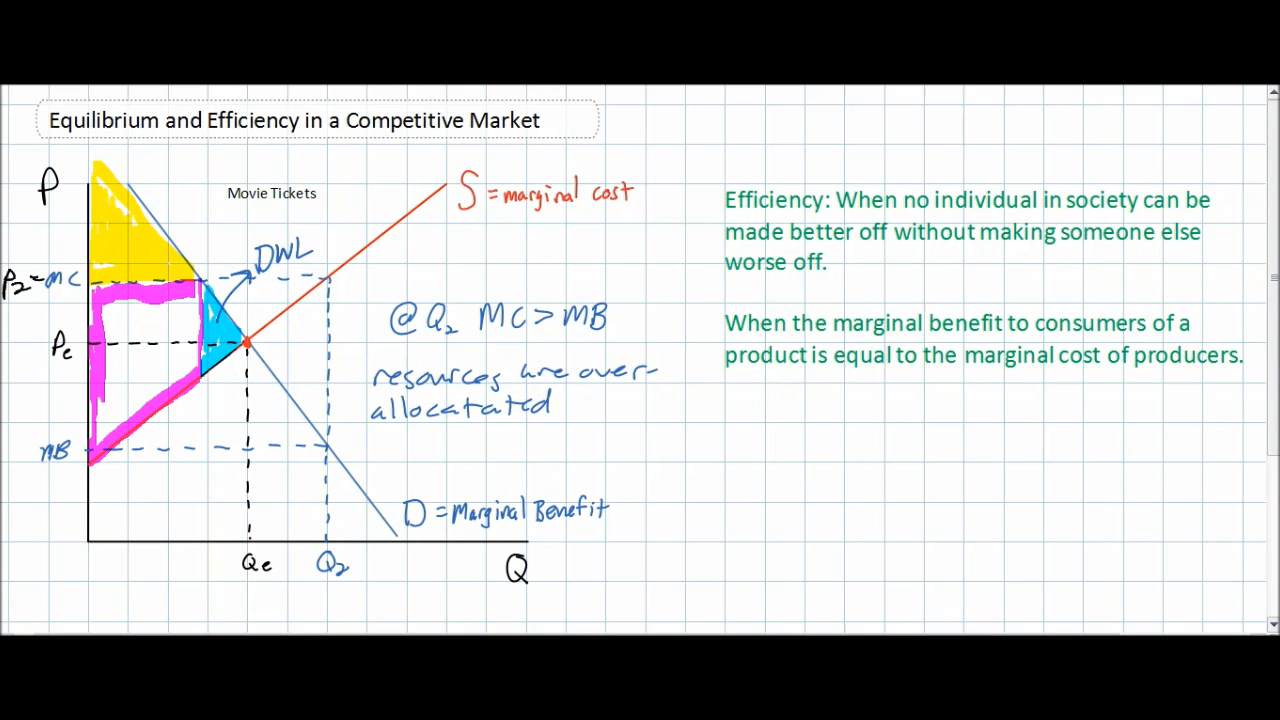 Equilibrium and Efficiency in a Competitive Market
P
Movie Tickets
S = marginal cost
Efficiency: When no individual in society can be
made better off without making someone else
worse off.
DWL
P2 = MC
@ Q2 MC > MB
When the marginal benefit to consumers of a
product is equal to the marginal cost of producers.
Pe
resources are over-
allocatated
MB
D = Marginal Benefit
Qe
Q2
Q